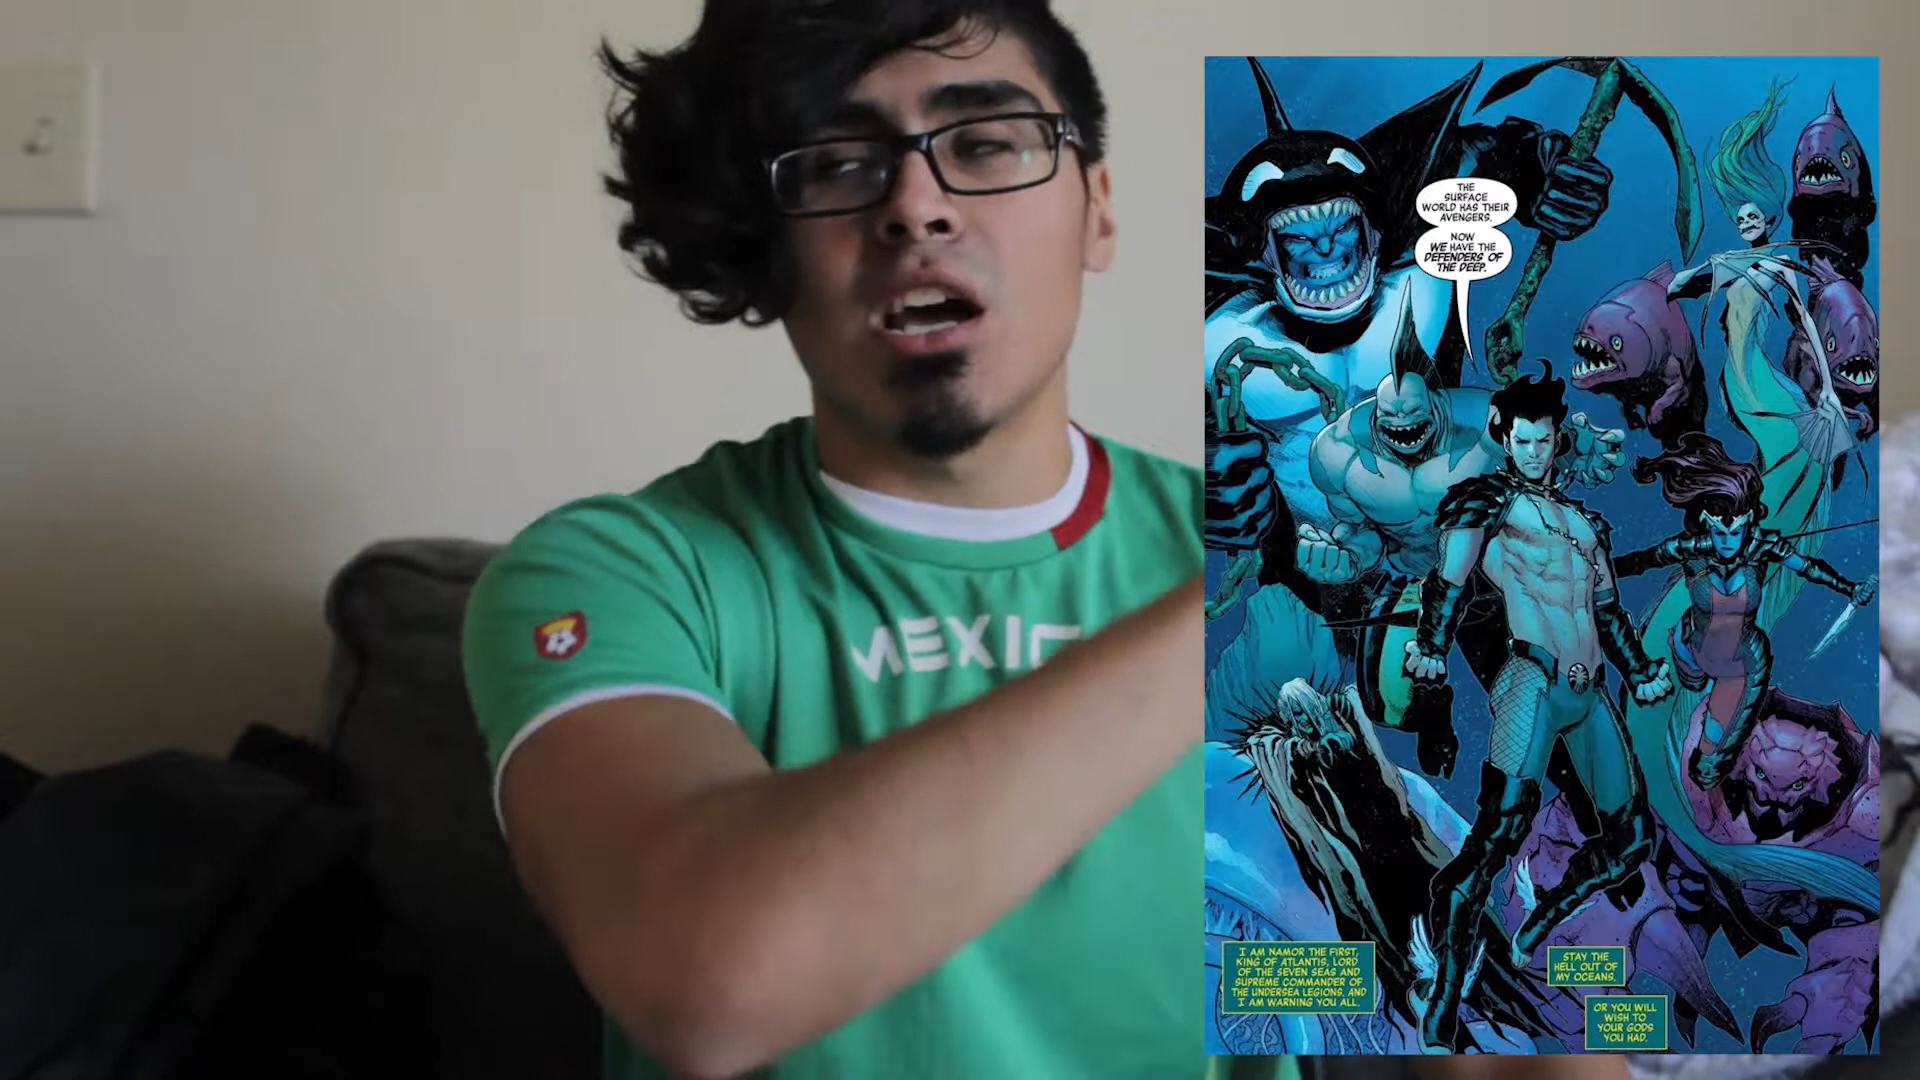 MEXIC
THE
SURFACE
WORLD HAS THEIR
AVENGERS.
NOW
WE HAVE THE
DEFENDERS OF
THE DEEP.
I AM NAMOR THE FIRST,
KING OF ATLANTIS, LORD
OF THE SEVEN SEAS AND
SUPREME COMMANDER OF
THE UNDERSEA LEGIONS, AND
I AM WARNING YOU ALL.
STAY THE
HELL OUT OF
MY OCEANS.
OR YOU WILL
WISH TO
YOUR GODS
YOU HAD.